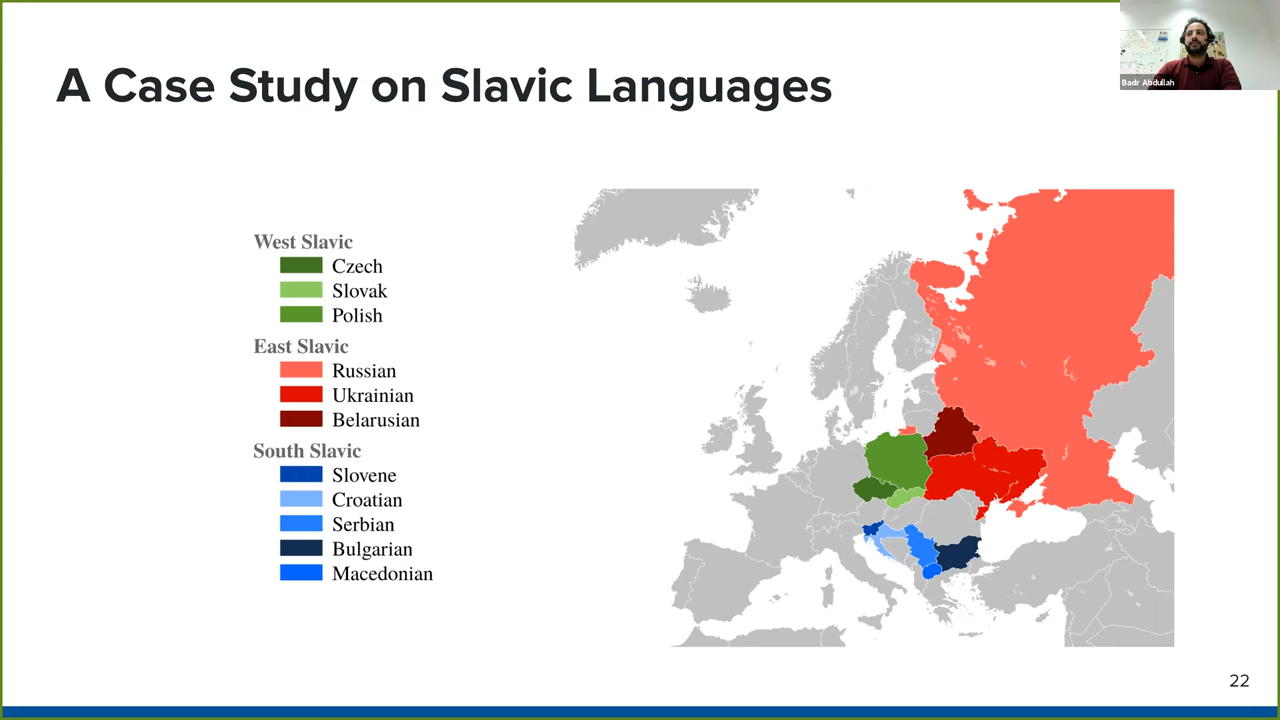 A Case Study on Slavic Languages
Badr Abdullah
West Slavic
Czech
Slovak
Polish
East Slavic
Russian
Ukrainian
Belarusian
South Slavic
Slovene
Croatian
Serbian
Bulgarian
Macedonian
22